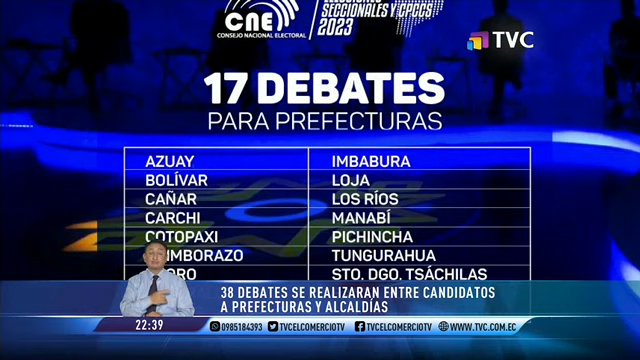 CNE
CONSEJO NACIONAL ELECTORAL
SECCIONALES Y CPCCS
2023
TVC
17 DEBATES
PARA PREFECTURAS
AZUAY IMBABURA
BOLÍVAR LOJA
CAÑAR LOS RÍOS
CARCHI MANABÍ
COTOPAXI PICHINCHA
TUNGURAHUA
STO. DGO. TSÁCHILAS
38 DEBATES SE REALIZARAN ENTRE CANDIDATOS
A PREFECTURAS Y ALCALDÍAS
22:39 0985184393 TVCELCOMERCIOTV TVCELCOMERCIOTV WWW.TVC.COM.EC